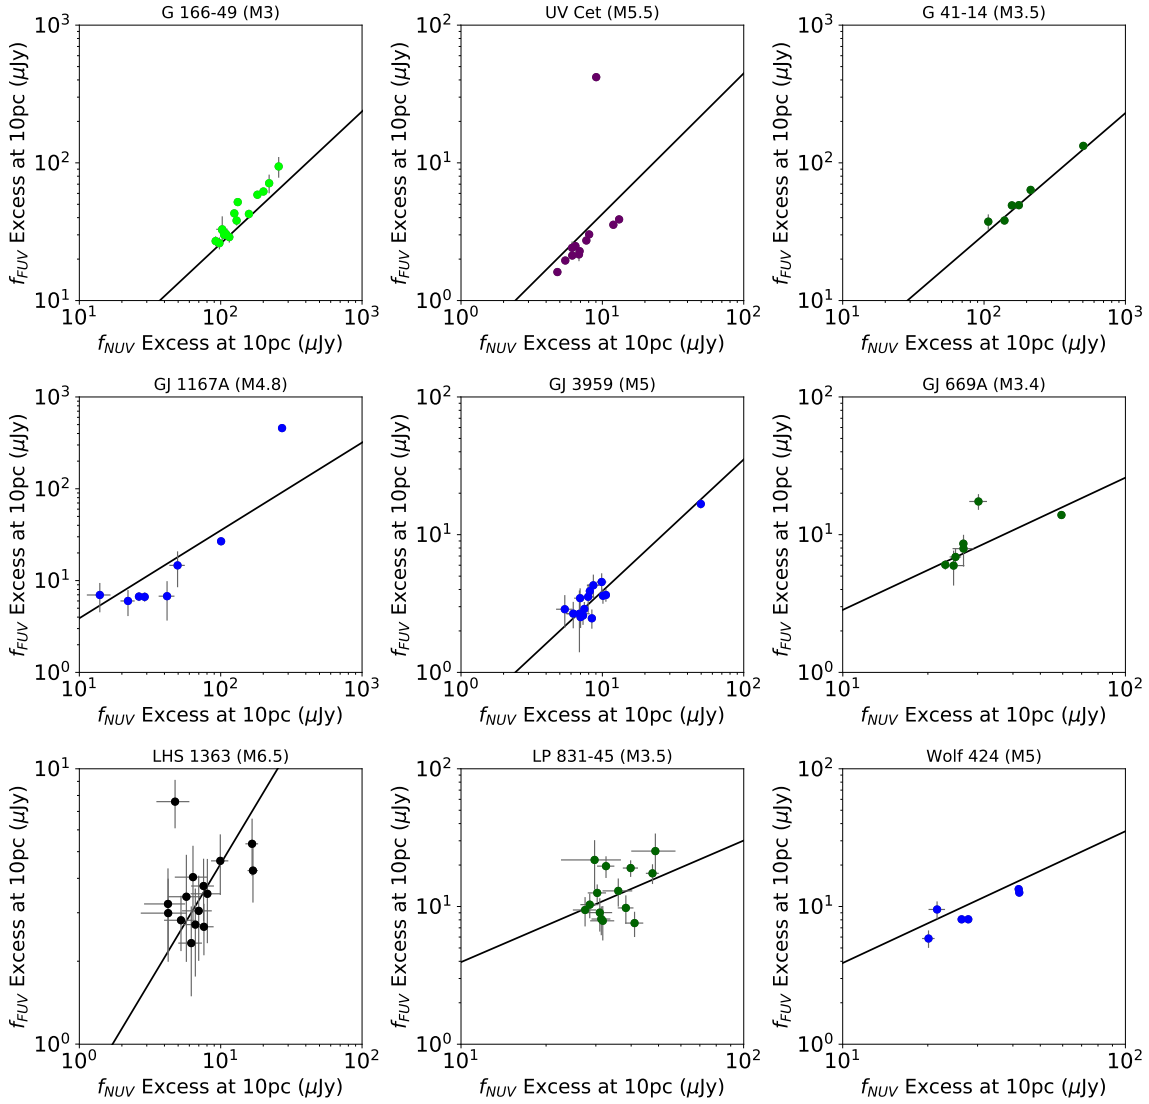 G 166-49 (M3)
UV Cet (M5.5)
G 41-14 (M3.5)
10³
10²
10¹
f_FUV Excess at 10pc (μJy)
10¹ 10² 10³
f_NUV Excess at 10pc (μJy)
10²
10¹
10⁰
f_FUV Excess at 10pc (μJy)
10⁰ 10¹ 10²
f_NUV Excess at 10pc (μJy)
10³
10²
10¹
f_FUV Excess at 10pc (μJy)
10¹ 10² 10³
f_NUV Excess at 10pc (μJy)
GJ 1167A (M4.8)
GJ 3959 (M5)
GJ 669A (M3.4)
10³
10²
10¹
10⁰
f_FUV Excess at 10pc (μJy)
10¹ 10² 10³
f_NUV Excess at 10pc (μJy)
10²
10¹
10⁰
f_FUV Excess at 10pc (μJy)
10⁰ 10¹ 10²
f_NUV Excess at 10pc (μJy)
10²
10¹
10⁰
f_FUV Excess at 10pc (μJy)
10¹ 10²
f_NUV Excess at 10pc (μJy)
LHS 1363 (M6.5)
LP 831-45 (M3.5)
Wolf 424 (M5)
10¹
10⁰
f_FUV Excess at 10pc (μJy)
10⁰ 10¹ 10²
f_NUV Excess at 10pc (μJy)
10²
10¹
10⁰
f_FUV Excess at 10pc (μJy)
10¹ 10²
f_NUV Excess at 10pc (μJy)
10²
10¹
10⁰
f_FUV Excess at 10pc (μJy)
10¹ 10²
f_NUV Excess at 10pc (μJy)